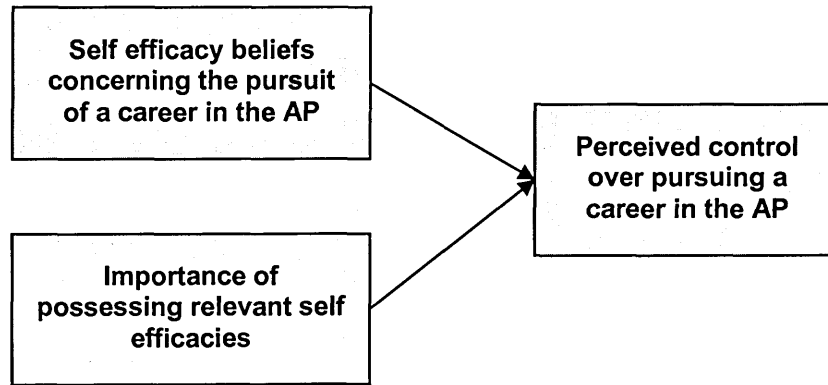 Self efficacy beliefs
concerning the pursuit
of a career in the AP
Perceived control
over pursuing a
career in the AP
Importance of
possessing relevant self
efficacies